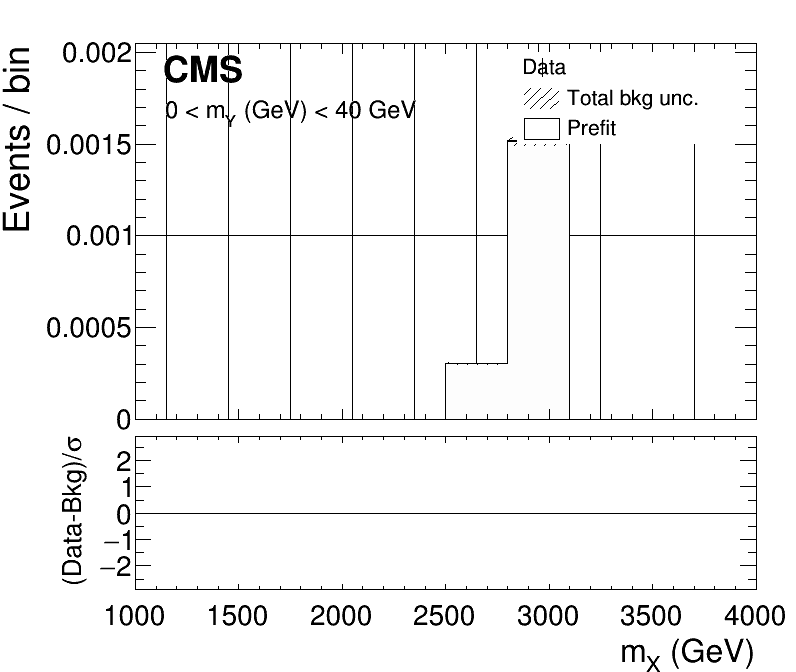 CMS
0 < mY (GeV) < 40 GeV
Data
Total bkg unc.
Prefit
Events / bin
0.002
0.0015
0.001
0.0005
0
(Data-Bkg)/σ
2
1
0
−1
−2
1000 1500 2000 2500 3000 3500 4000
mX (GeV)